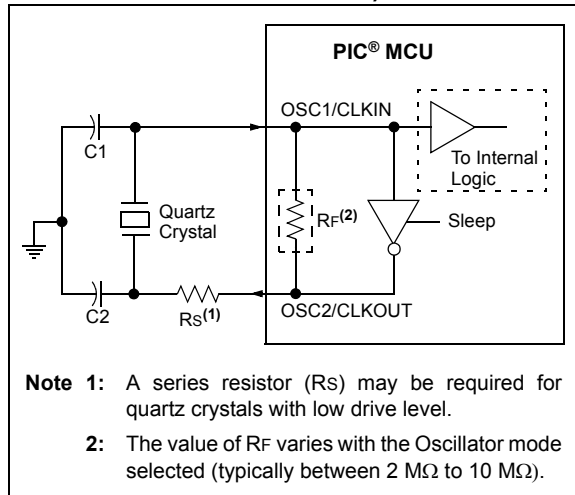 PIC® MCU
OSC1/CLKIN
C1
To Internal
Logic
Quartz
Crystal
RF(2)
Sleep
C2
RS(1)
OSC2/CLKOUT
Note 1: A series resistor (RS) may be required for
quartz crystals with low drive level.
2: The value of RF varies with the Oscillator mode
selected (typically between 2 MΩ to 10 MΩ).